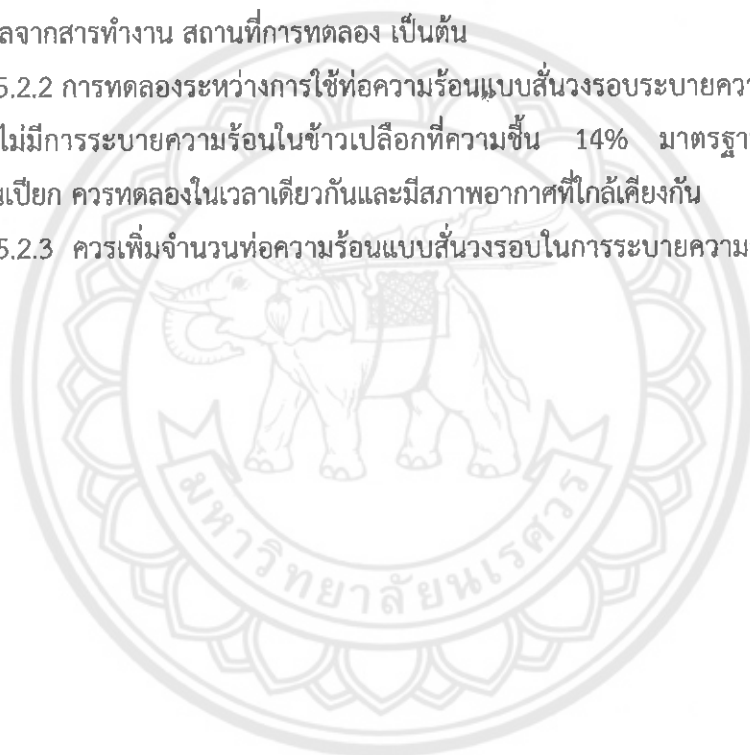 ลจากสารทำงาน สถานที่การทดลอง เป็นต้น
5.2.2 การทดลองระหว่างการใช้ท่อความร้อนแบบสั่นวงรอบระบายควา
ไม่มีการระบายความร้อนในข้าวเปลือกที่ความชื้น 14% มาตรฐา
นเปียก ควรทดลองในเวลาเดียวกันและมีสภาพอากาศที่ใกล้เคียงกัน
5.2.3 ควรเพิ่มจำนวนท่อความร้อนแบบสั่นวงรอบในการระบายความ
มหาวิทยาลัยนเรศวร